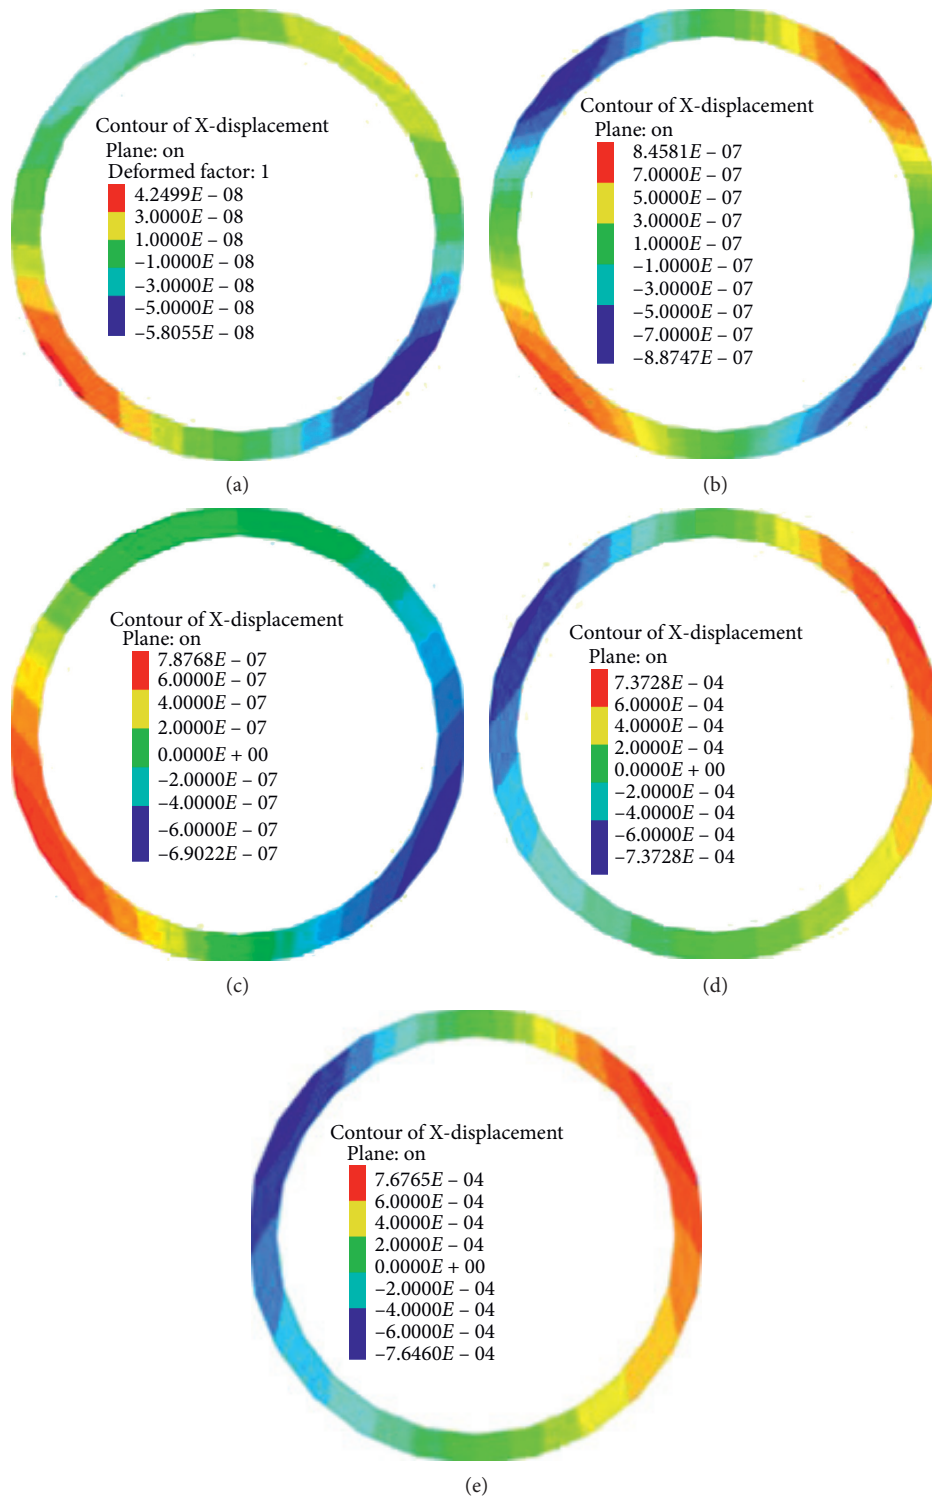 Contour of X-displacement
Plane: on
Deformed factor: 1
4.2499E – 08
3.0000E – 08
1.0000E – 08
–1.0000E – 08
–3.0000E – 08
–5.0000E – 08
–5.8055E – 08
(a)
Contour of X-displacement
Plane: on
8.4581E – 07
7.0000E – 07
5.0000E – 07
3.0000E – 07
1.0000E – 07
–1.0000E – 07
–3.0000E – 07
–5.0000E – 07
–7.0000E – 07
–8.8747E – 07
(b)
Contour of X-displacement
Plane: on
7.8768E – 07
6.0000E – 07
4.0000E – 07
2.0000E – 07
0.0000E + 00
–2.0000E – 07
–4.0000E – 07
–6.0000E – 07
–6.9022E – 07
(c)
Contour of X-displacement
Plane: on
7.3728E – 04
6.0000E – 04
4.0000E – 04
2.0000E – 04
0.0000E + 00
–2.0000E – 04
–4.0000E – 04
–6.0000E – 04
–7.3728E – 04
(d)
Contour of X-displacement
Plane: on
7.6765E – 04
6.0000E – 04
4.0000E – 04
2.0000E – 04
0.0000E + 00
–2.0000E – 04
–4.0000E – 04
–6.0000E – 04
–7.6460E – 04
(e)